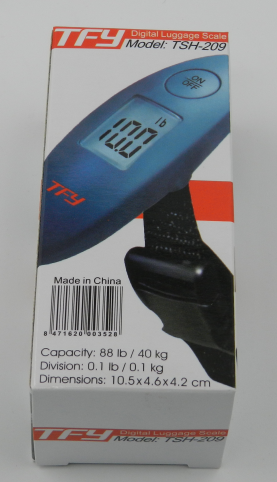 TFY Digital Luggage Scale
Model: TSH-209
ON
OFF
lb
10.0
TFY
Made in China
8 471620 003528
Capacity: 88 lb / 40 kg
Division: 0.1 lb / 0.1 kg
Dimensions: 10.5x4.6x4.2 cm
TFY Digital Luggage Scale
Model: TSH-209